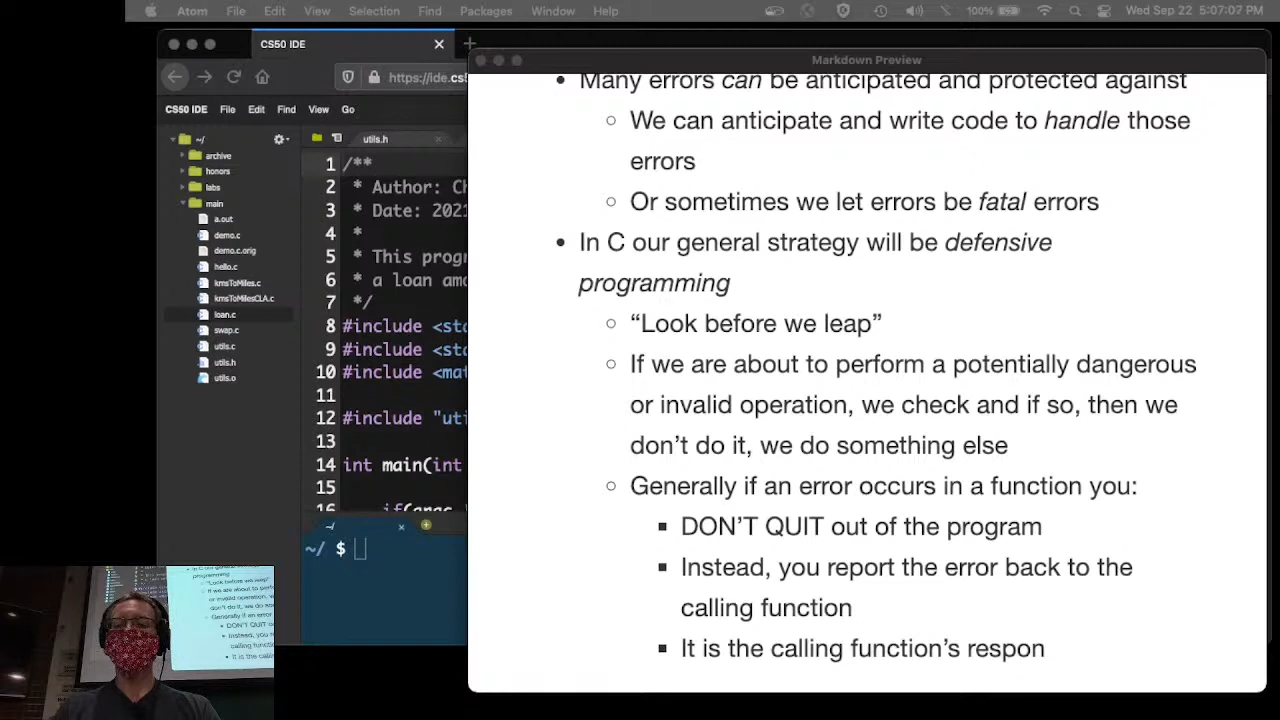 Atom File Edit View Selection Find Packages Window Help 100% Wed Sep 22 5:07:07 PM
CS50 IDE
https://ide.cs5
CS50 IDE File Edit Find View Go
~/
archive
honors
labs
main
a.out
demo.c
demo.c.orig
hello.c
kmsToMiles.c
kmsToMilesCLA.c
loan.c
swap.c
utils.c
utils.h
utils.o
utils.h
1 /**
2 * Author: Ch
3 * Date: 2021
4 *
5 * This prog
6 * a loan amo
7 */
8 #include <std
9 #include <std
10 #include <mat
11
12 #include "uti
13
14 int main(int
15
16 if(argc
~/
~/ $
Markdown Preview
• Many errors can be anticipated and protected against
○ We can anticipate and write code to handle those
errors
○ Or sometimes we let errors be fatal errors
• In C our general strategy will be defensive
programming
○ “Look before we leap”
○ If we are about to perform a potentially dangerous
or invalid operation, we check and if so, then we
don’t do it, we do something else
○ Generally if an error occurs in a function you:
▪ DON’T QUIT out of the program
▪ Instead, you report the error back to the
calling function
▪ It is the calling function’s respon